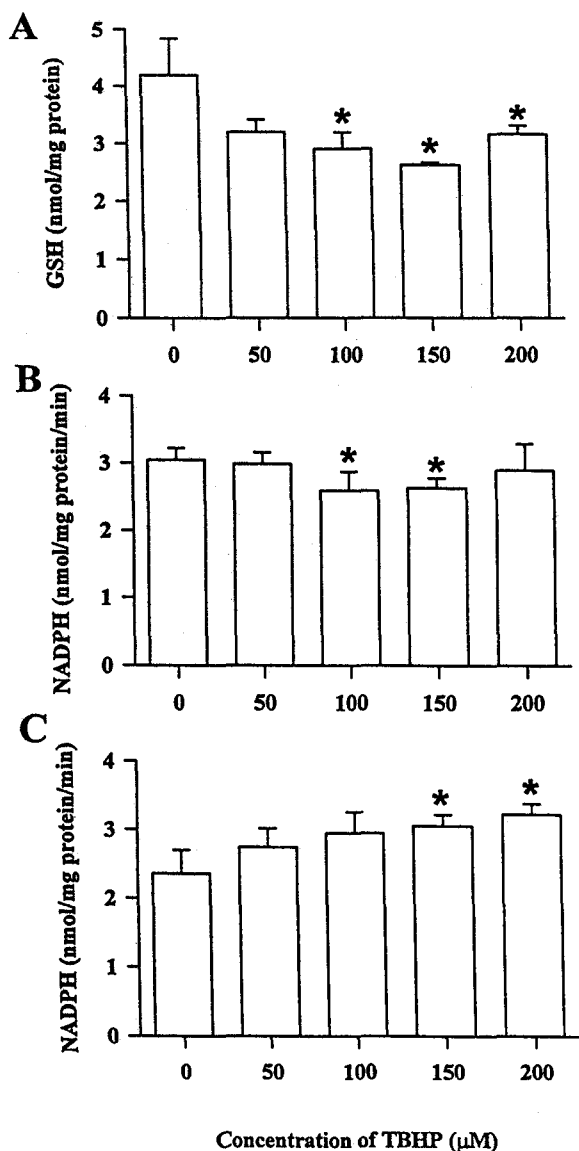 A
GSH (nmol/mg protein)
5
4
3
2
1
0
* * *
0 50 100 150 200
B
NADPH (nmol/mg protein/min)
4
3
2
1
0
* *
0 50 100 150 200
C
NADPH (nmol/mg protein/min)
4
3
2
1
0
* *
0 50 100 150 200
Concentration of TBHP (μM)